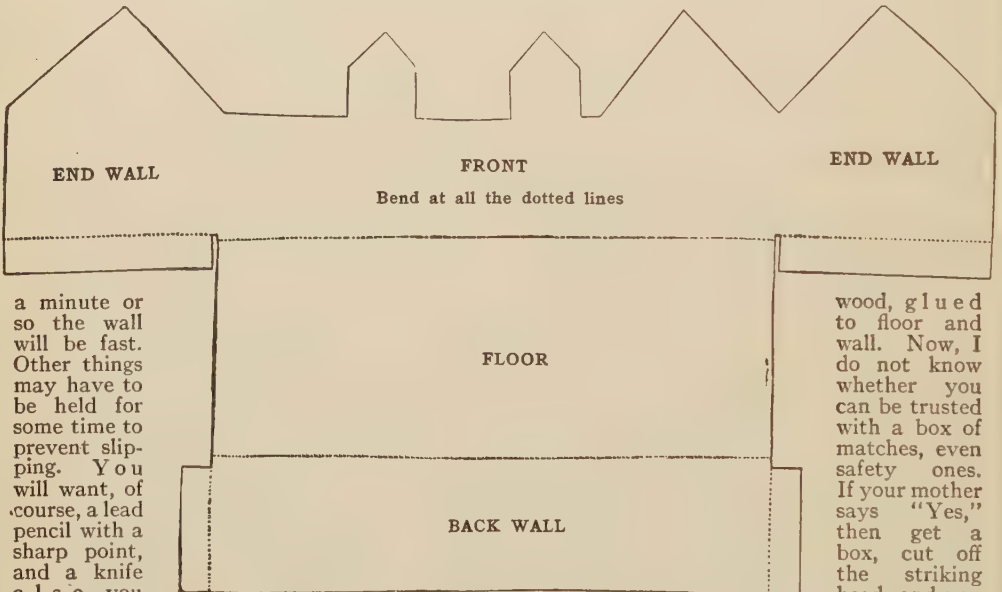 END WALL
FRONT
END WALL
Bend at all the dotted lines
a minute or
so the wall
will be fast.
Other things
may have to
be held for
some time to
prevent slip-
ping. You
will want, of
course, a lead
pencil with a
sharp point,
and a knife
FLOOR
BACK WALL
wood, glued
to floor and
wall. Now, I
do not know
whether you
can be trusted
with a box of
matches, even
safety ones.
If your mother
says "Yes,"
then get a
box, cut off
the striking